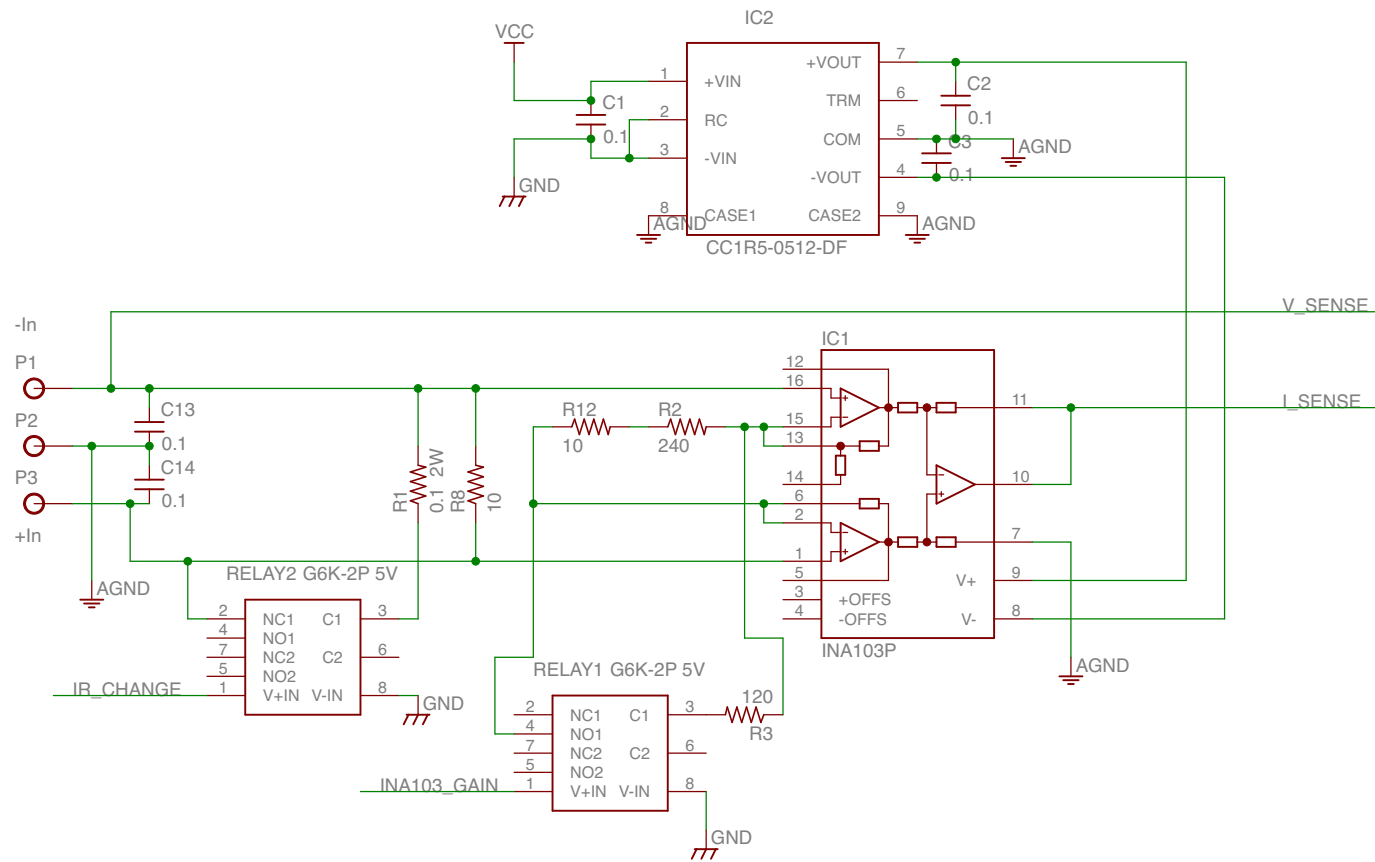 IC2
VCC
1 +VIN
+VOUT 7
C1
0.1
2 RC
TRM 6
C2
0.1
3 -VIN
COM 5
C3
0.1
AGND
-VOUT 4
GND
8 CASE1
AGND
CASE2 9
AGND
CC1R5-0512-DF
V_SENSE
-In
P1
IC1
12
16
C13
0.1
R12
10
R2
240
15
13
11
I_SENSE
P2
C14
0.1
R1
0.1 2W
R8
10
14
6
10
P3
+In
2
7
1
5
V+ 9
3 +OFFS
4 -OFFS
V- 8
INA103P
AGND
AGND
RELAY2 G6K-2P 5V
2 NC1 C1 3
4 NO1
7 NC2 C2 6
5 NO2
IR_CHANGE
1 V+IN V-IN 8
GND
RELAY1 G6K-2P 5V
2 NC1 C1 3
120
R3
4 NO1
7 NC2 C2 6
5 NO2
INA103_GAIN
1 V+IN V-IN 8
GND